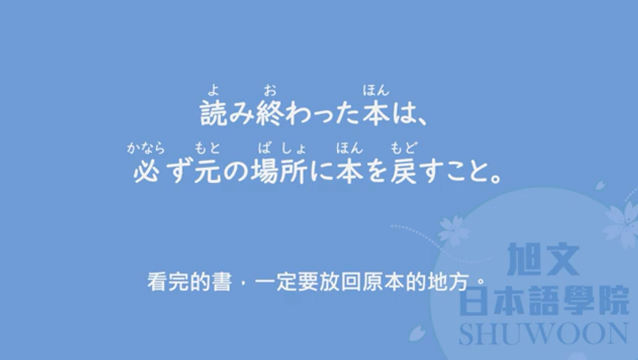 よ お ほん
読み終わった本は、
かなら もと ば しょ ほん もど
必ず元の場所に本を戻すこと。
看完的書，一定要放回原本的地方。
旭文
日本語學院
SHUWOON